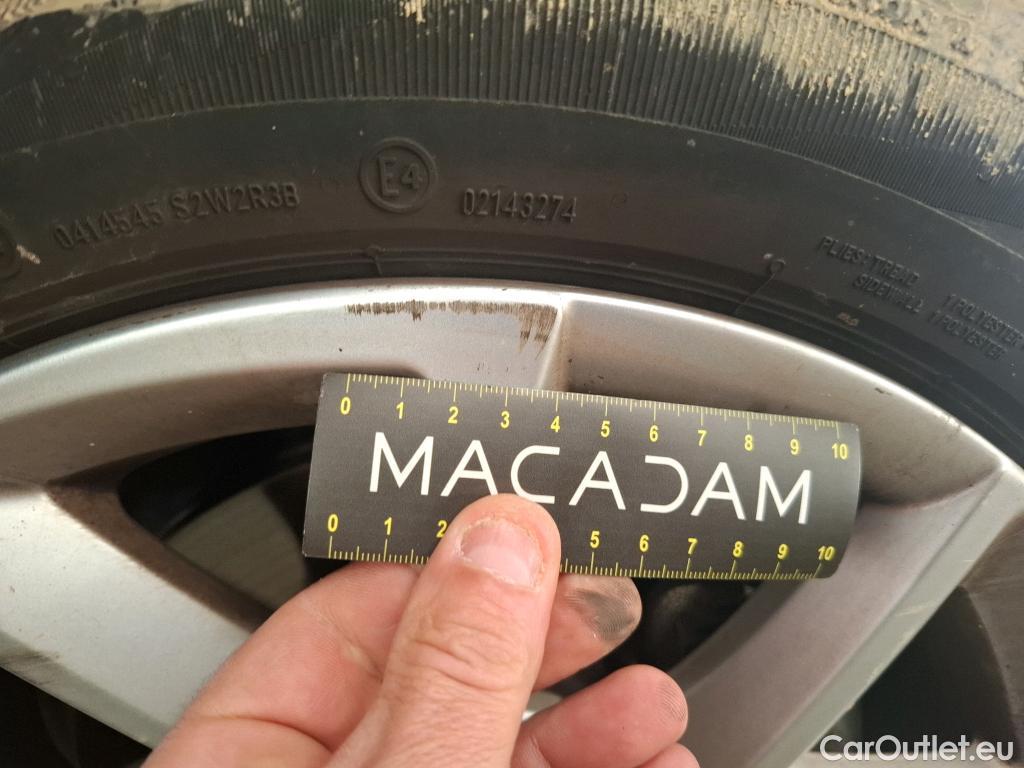 0414545 S2W2R3B
E4
02143274
PLIES: TREAD 1 POLYESTER
SIDEWALL 1 POLYESTER
0 1 2 3 4 5 6 7 8 9 10
MACADAM
0 1 2 5 6 7 8 9 10
CarOutlet.eu